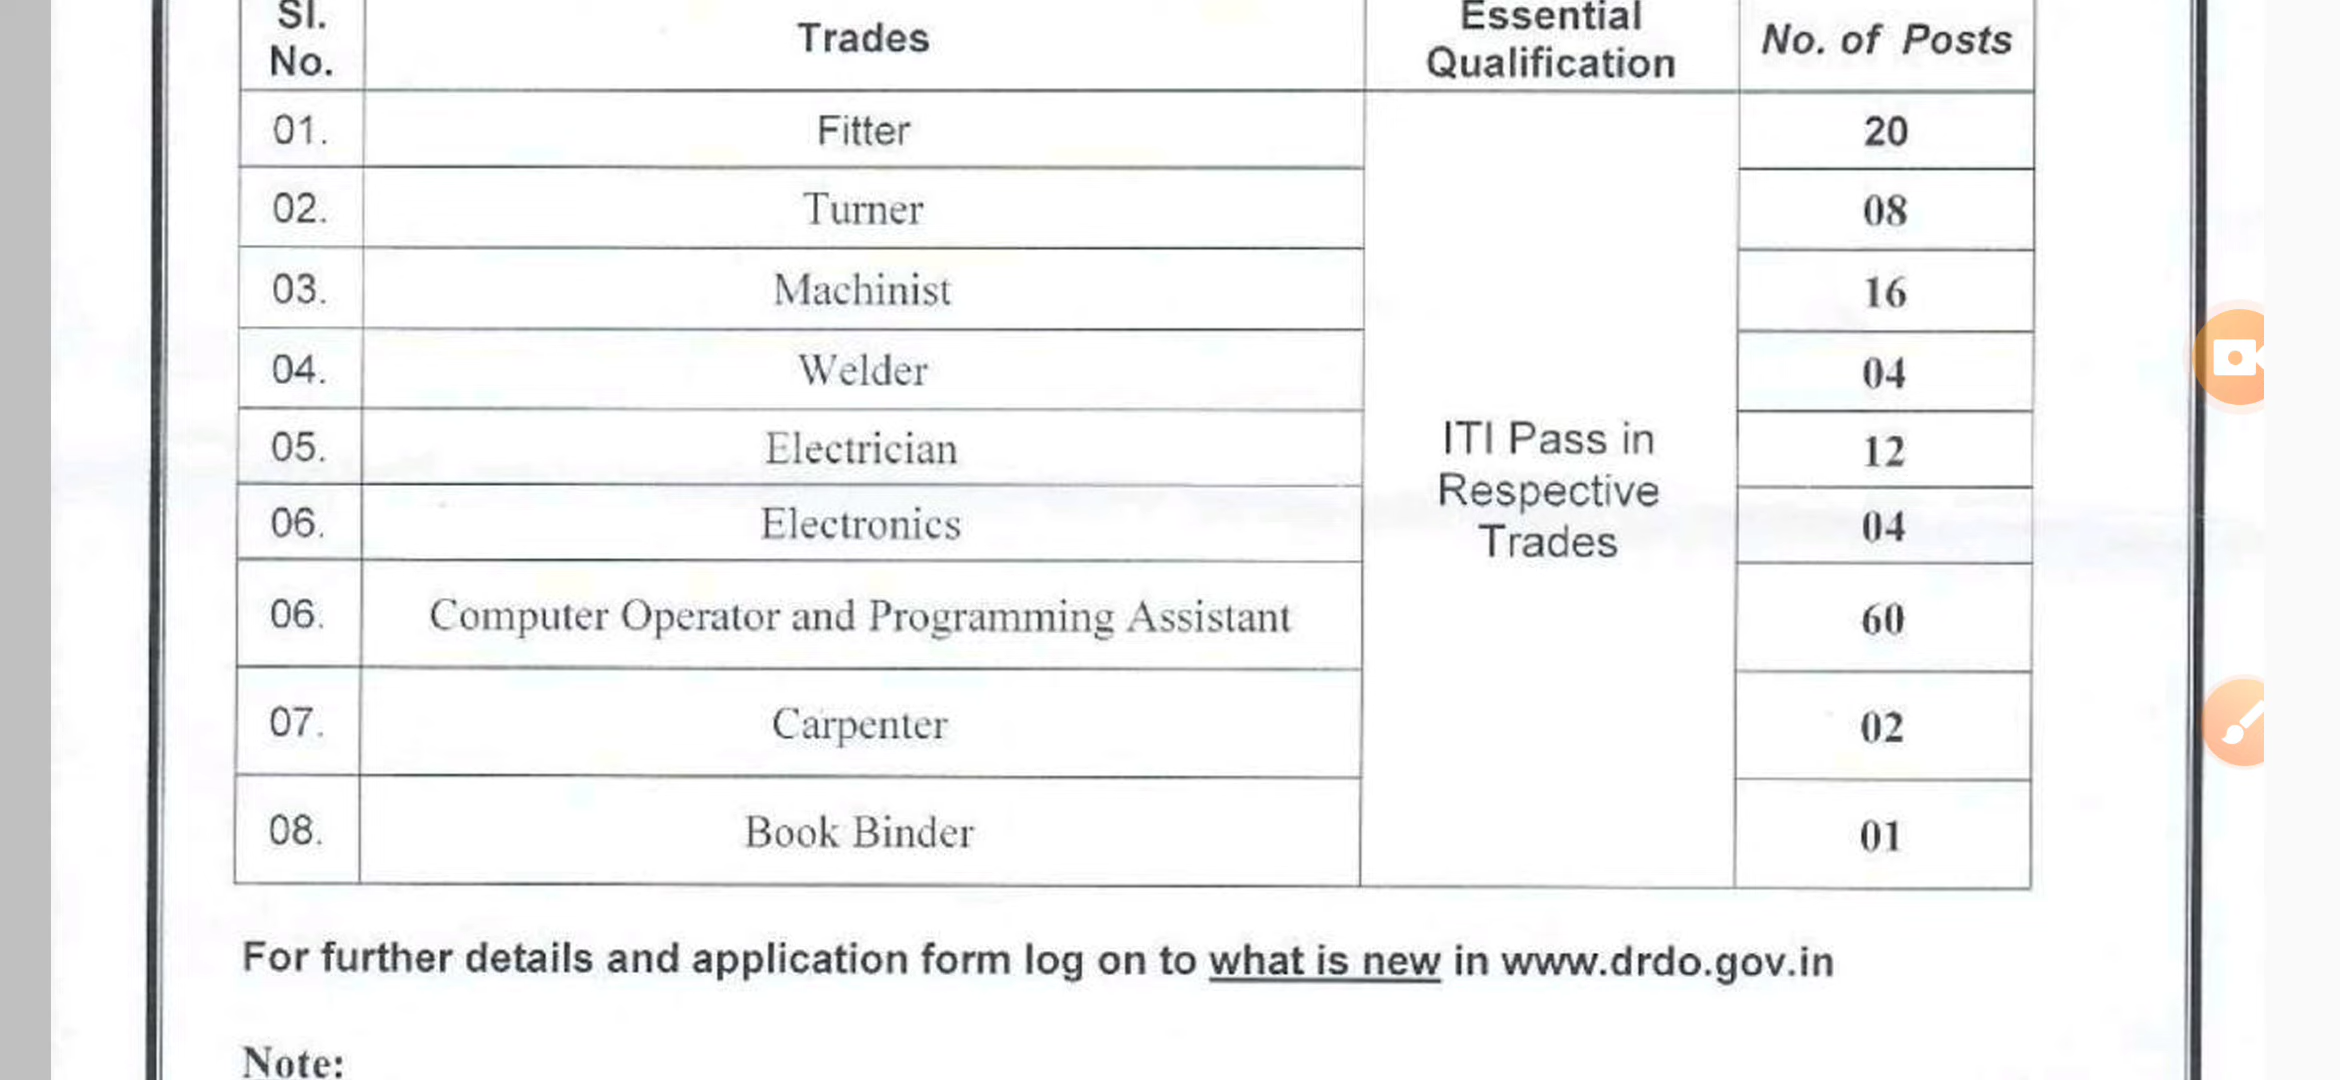 Sl. No. Trades Essential Qualification No. of Posts
01. Fitter 20
02. Turner 08
03. Machinist 16
04. Welder 04
05. Electrician 12
ITI Pass in Respective Trades
06. Electronics 04
06. Computer Operator and Programming Assistant 60
07. Carpenter 02
08. Book Binder 01
For further details and application form log on to what is new in www.drdo.gov.in
Note: